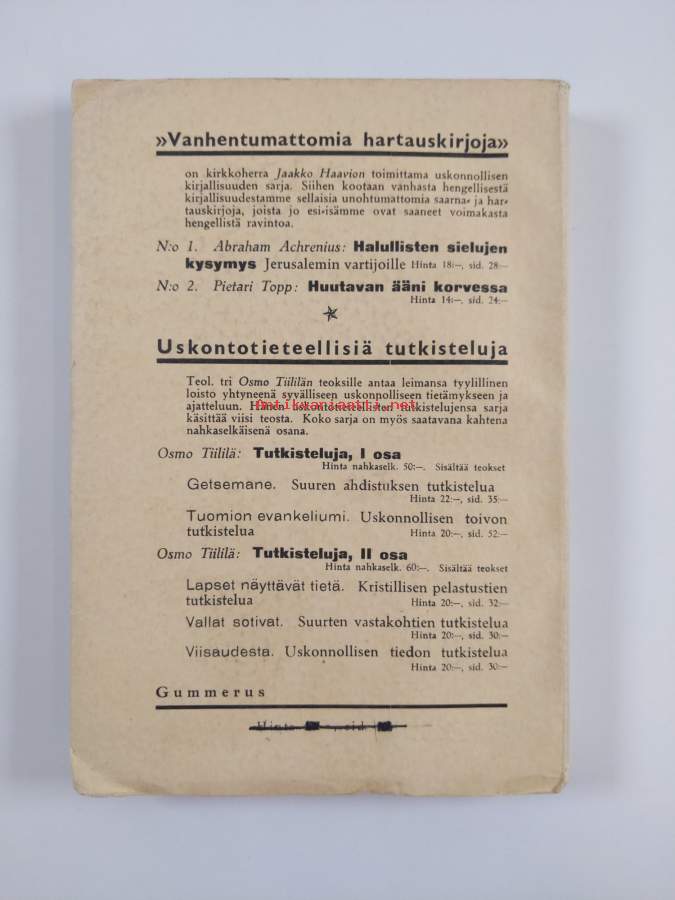 »Vanhentumattomia hartauskirjoja»
on kirkkoherra Jaakko Haavion toimittama uskonnollisen
kirjallisuuden sarja. Siihen kootaan vanhasta hengellisestä
kirjallisuudestamme sellaisia unohtumattomia saarna- ja har-
tauskirjoja, joista jo esi-isämme ovat saaneet voimakasta
hengellistä ravintoa.
N:o 1. Abraham Achrenius: Halullisten sielujen
kysymys Jerusalemin vartijoille Hinta 18:—, sid. 28:—
N:o 2. Pietari Topp: Huutavan ääni korvessa
Hinta 14:—, sid. 24:—
Uskontotieteellisiä tutkisteluja
Teol. tri Osmo Tiililän teoksille antaa leimansa tyylillinen
loisto yhtyneenä syvälliseen uskonnolliseen tietämykseen ja
ajatteluun. Hänen uskontotieteellisten tutkistelujensa sarja
antikvariaatti.net
käsittää viisi teosta. Koko sarja on myös saatavana kahtena
nahkaselkäisenä osana.
Osmo Tiililä: Tutkisteluja, I osa
Hinta nahkaselk. 50:—. Sisältää teokset
Getsemane. Suuren ahdistuksen tutkistelua
Hinta 22:—, sid. 35:—
Tuomion evankeliumi. Uskonnollisen toivon
tutkistelua Hinta 20:—, sid. 52:—
Osmo Tiililä: Tutkisteluja, II osa
Hinta nahkaselk. 60:—. Sisältää teokset
Lapset näyttävät tietä. Kristillisen pelastustien
tutkistelua Hinta 20:—, sid. 32:—
Vallat sotivat. Suurten vastakohtien tutkistelua
Hinta 20:—, sid. 30:—
Viisaudesta. Uskonnollisen tiedon tutkistelua
Hinta 20:—, sid. 30:—
Gummerus